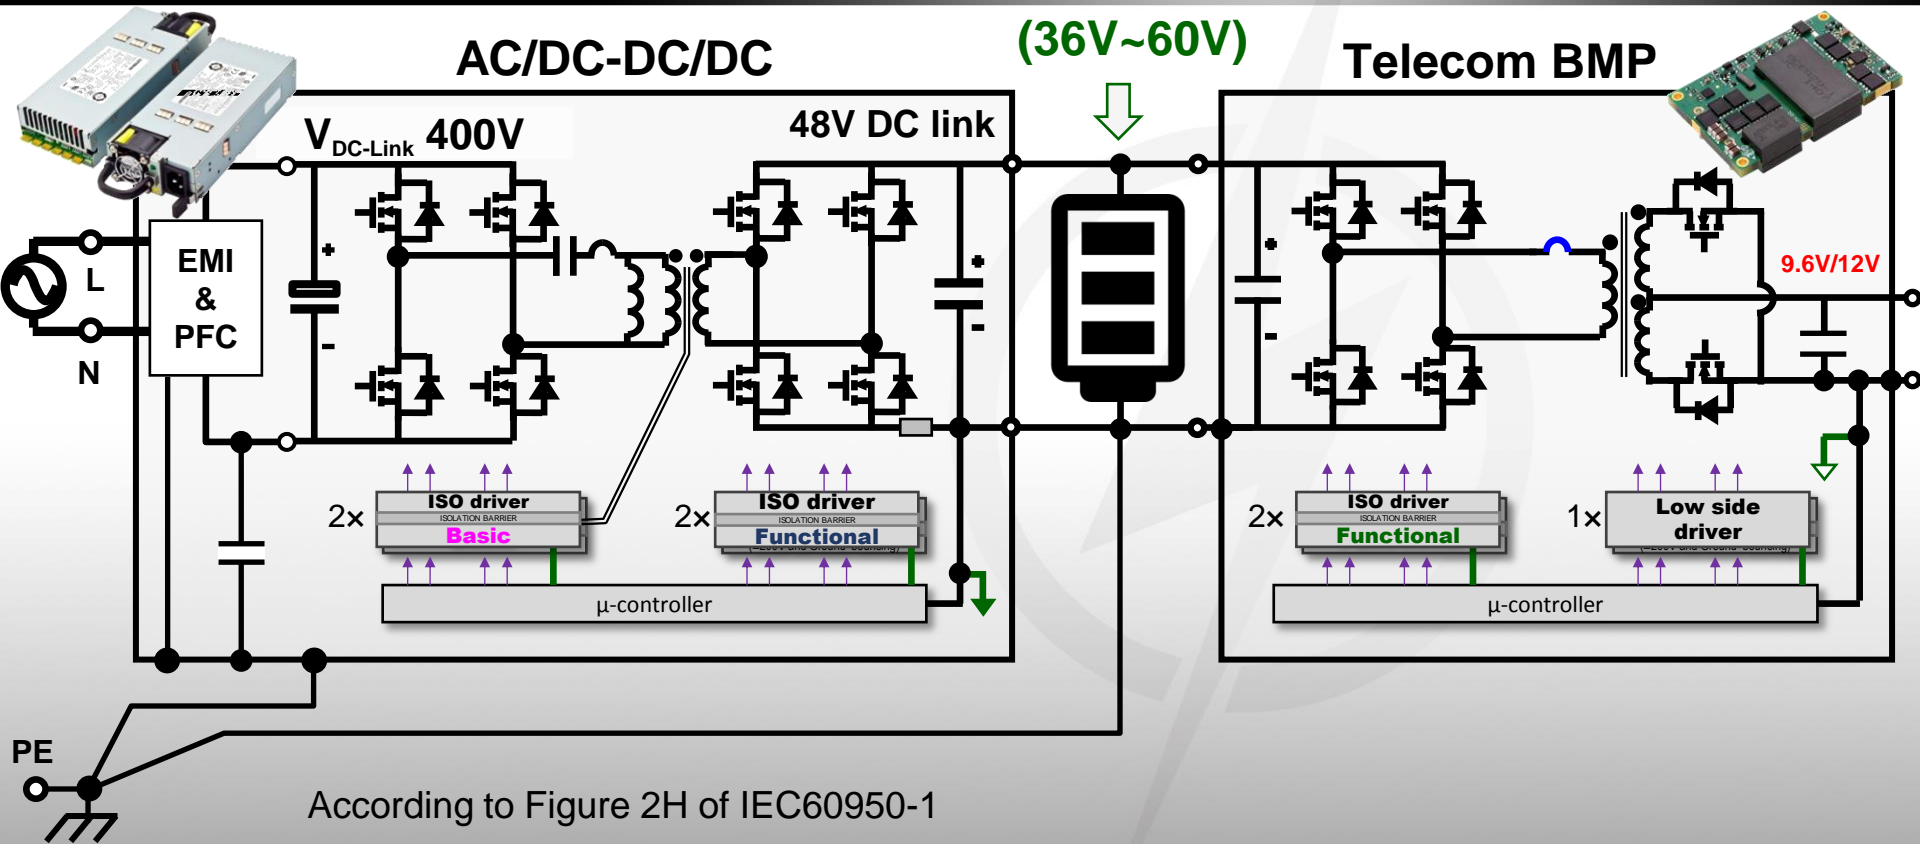 AC/DC-DC/DC
(36V~60V)
Telecom BMP
VDC-Link 400V
48V DC link
L
N
EMI
&
PFC
+
-
+
-
+
-
9.6V/12V
2×
ISO driver
ISOLATION BARRIER
Basic
2×
ISO driver
ISOLATION BARRIER
Functional
2×
ISO driver
ISOLATION BARRIER
Functional
1×
Low side
driver
µ-controller
µ-controller
PE
According to Figure 2H of IEC60950-1